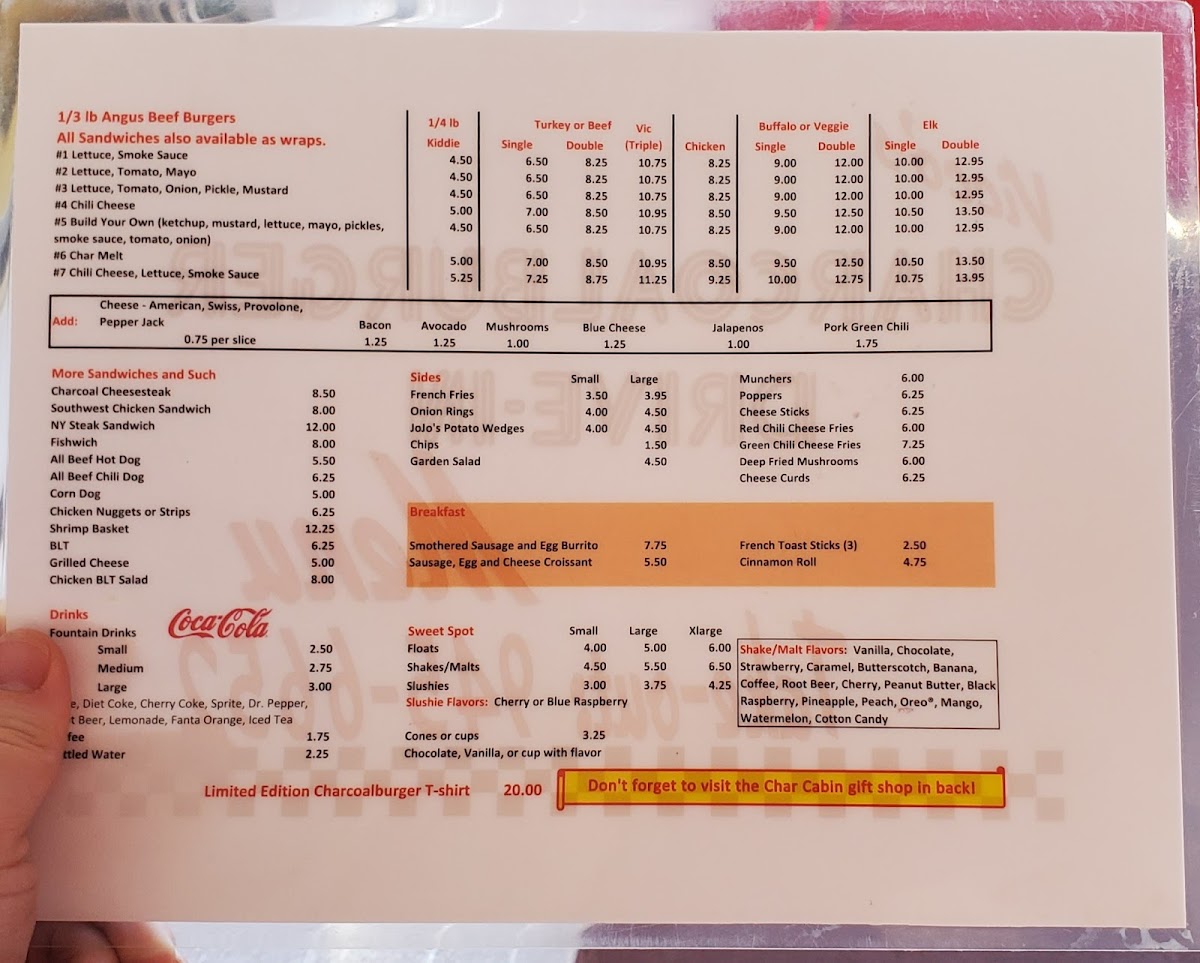 1/3 lb Angus Beef Burgers
All Sandwiches also available as wraps.
1/4 lb Kiddie
Turkey or Beef Single Double Vic (Triple)
Chicken
Buffalo or Veggie Single Double
Elk Single Double
#1 Lettuce, Smoke Sauce 4.50 6.50 8.25 10.75 8.25 9.00 12.00 10.00 12.95
#2 Lettuce, Tomato, Mayo 4.50 6.50 8.25 10.75 8.25 9.00 12.00 10.00 12.95
#3 Lettuce, Tomato, Onion, Pickle, Mustard 4.50 6.50 8.25 10.75 8.25 9.00 12.00 10.00 12.95
#4 Chili Cheese 5.00 7.00 8.50 10.95 8.50 9.50 12.50 10.50 13.50
#5 Build Your Own (ketchup, mustard, lettuce, mayo, pickles, 4.50 6.50 8.25 10.75 8.25 9.00 12.00 10.00 12.95
smoke sauce, tomato, onion)
#6 Char Melt 5.00 7.00 8.50 10.95 8.50 9.50 12.50 10.50 13.50
#7 Chili Cheese, Lettuce, Smoke Sauce 5.25 7.25 8.75 11.25 9.25 10.00 12.75 10.75 13.95
Add: Cheese - American, Swiss, Provolone,
Pepper Jack
0.75 per slice
Bacon 1.25
Avocado 1.25
Mushrooms 1.00
Blue Cheese 1.25
Jalapenos 1.00
Pork Green Chili 1.75
More Sandwiches and Such
Charcoal Cheesesteak 8.50
Southwest Chicken Sandwich 8.00
NY Steak Sandwich 12.00
Fishwich 8.00
All Beef Hot Dog 5.50
All Beef Chili Dog 6.25
Corn Dog 5.00
Chicken Nuggets or Strips 6.25
Shrimp Basket 12.25
BLT 6.25
Grilled Cheese 5.00
Chicken BLT Salad 8.00
Sides Small Large
French Fries 3.50 3.95
Onion Rings 4.00 4.50
JoJo's Potato Wedges 4.00 4.50
Chips 1.50
Garden Salad 4.50
Munchers 6.00
Poppers 6.25
Cheese Sticks 6.25
Red Chili Cheese Fries 6.00
Green Chili Cheese Fries 7.25
Deep Fried Mushrooms 6.00
Cheese Curds 6.25
Breakfast
Smothered Sausage and Egg Burrito 7.75
Sausage, Egg and Cheese Croissant 5.50
French Toast Sticks (3) 2.50
Cinnamon Roll 4.75
Drinks
Coca-Cola
Fountain Drinks
Small 2.50
Medium 2.75
Large 3.00
Diet Coke, Cherry Coke, Sprite, Dr. Pepper,
Beer, Lemonade, Fanta Orange, Iced Tea
1.75
Water 2.25
Sweet Spot Small Large Xlarge
Floats 4.00 5.00 6.00
Shakes/Malts 4.50 5.50 6.50
Slushies 3.00 3.75 4.25
Slushie Flavors: Cherry or Blue Raspberry
Cones or cups 3.25
Chocolate, Vanilla, or cup with flavor
Shake/Malt Flavors: Vanilla, Chocolate,
Strawberry, Caramel, Butterscotch, Banana,
Coffee, Root Beer, Cherry, Peanut Butter, Black
Raspberry, Pineapple, Peach, Oreo®, Mango,
Watermelon, Cotton Candy
Limited Edition Charcoalburger T-shirt 20.00
Don't forget to visit the Char Cabin gift shop in back!